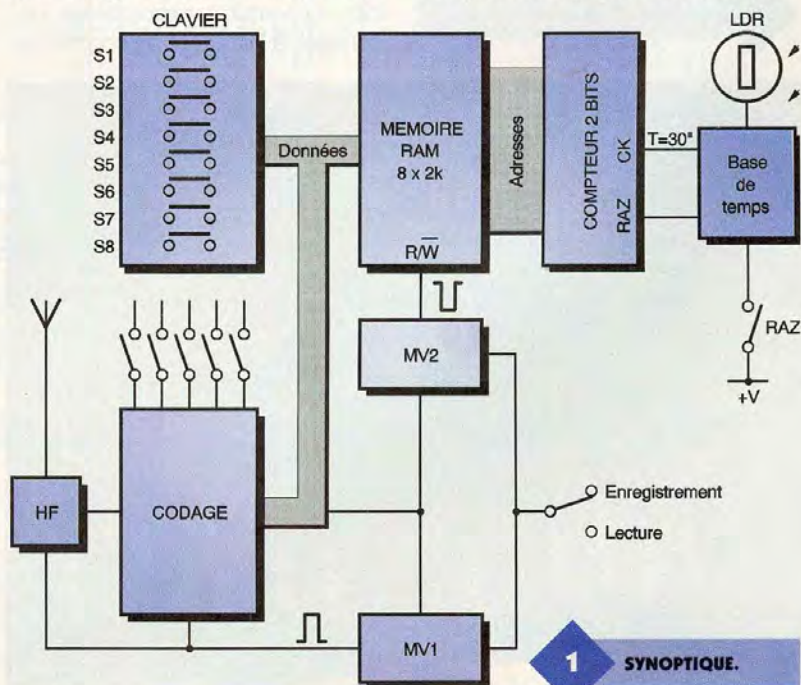 CLAVIER
S1
S2
S3
S4
S5
S6
S7
S8
Données
MEMOIRE
RAM
8 x 2k
R/W̅
Adresses
COMPTEUR 2 BITS
CK
RAZ
T=30"
LDR
Base
de
temps
RAZ
+V
MV2
HF
CODAGE
Enregistrement
Lecture
MV1
1 SYNOPTIQUE.